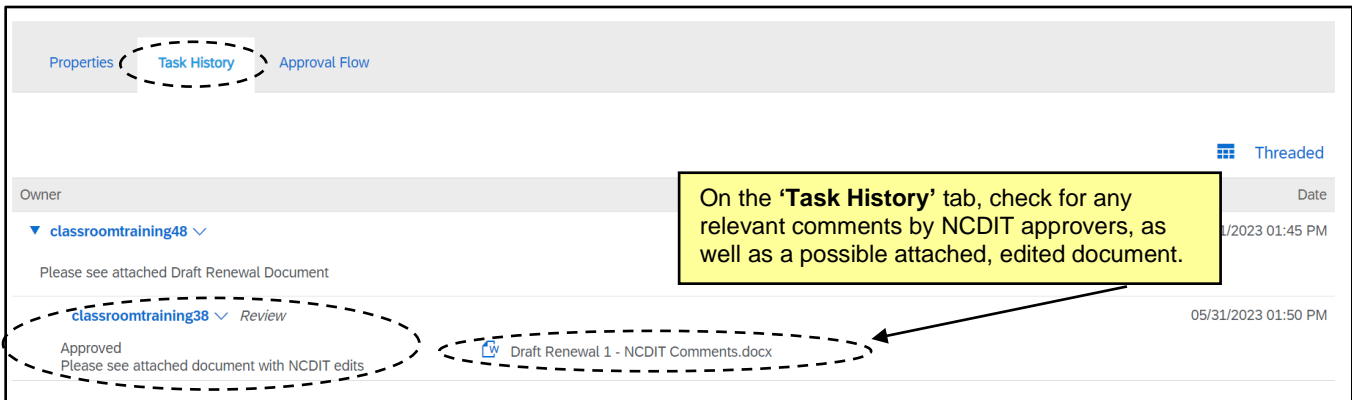 Properties Task History Approval Flow
Threaded
Owner Date
On the ‘Task History’ tab, check for any
relevant comments by NCDIT approvers, as
well as a possible attached, edited document.
classroomtraining48 1/2023 01:45 PM
Please see attached Draft Renewal Document
classroomtraining38 Review 05/31/2023 01:50 PM
Approved
Please see attached document with NCDIT edits
Draft Renewal 1 - NCDIT Comments.docx